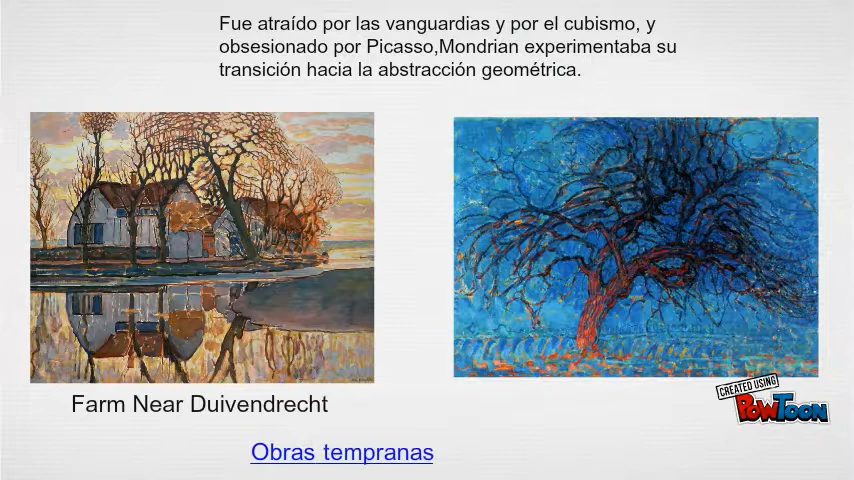 Fue atraído por las vanguardias y por el cubismo, y
obsesionado por Picasso,Mondrian experimentaba su
transición hacia la abstracción geométrica.
Farm Near Duivendrecht
CREATED USING
POWTOON
Obras tempranas